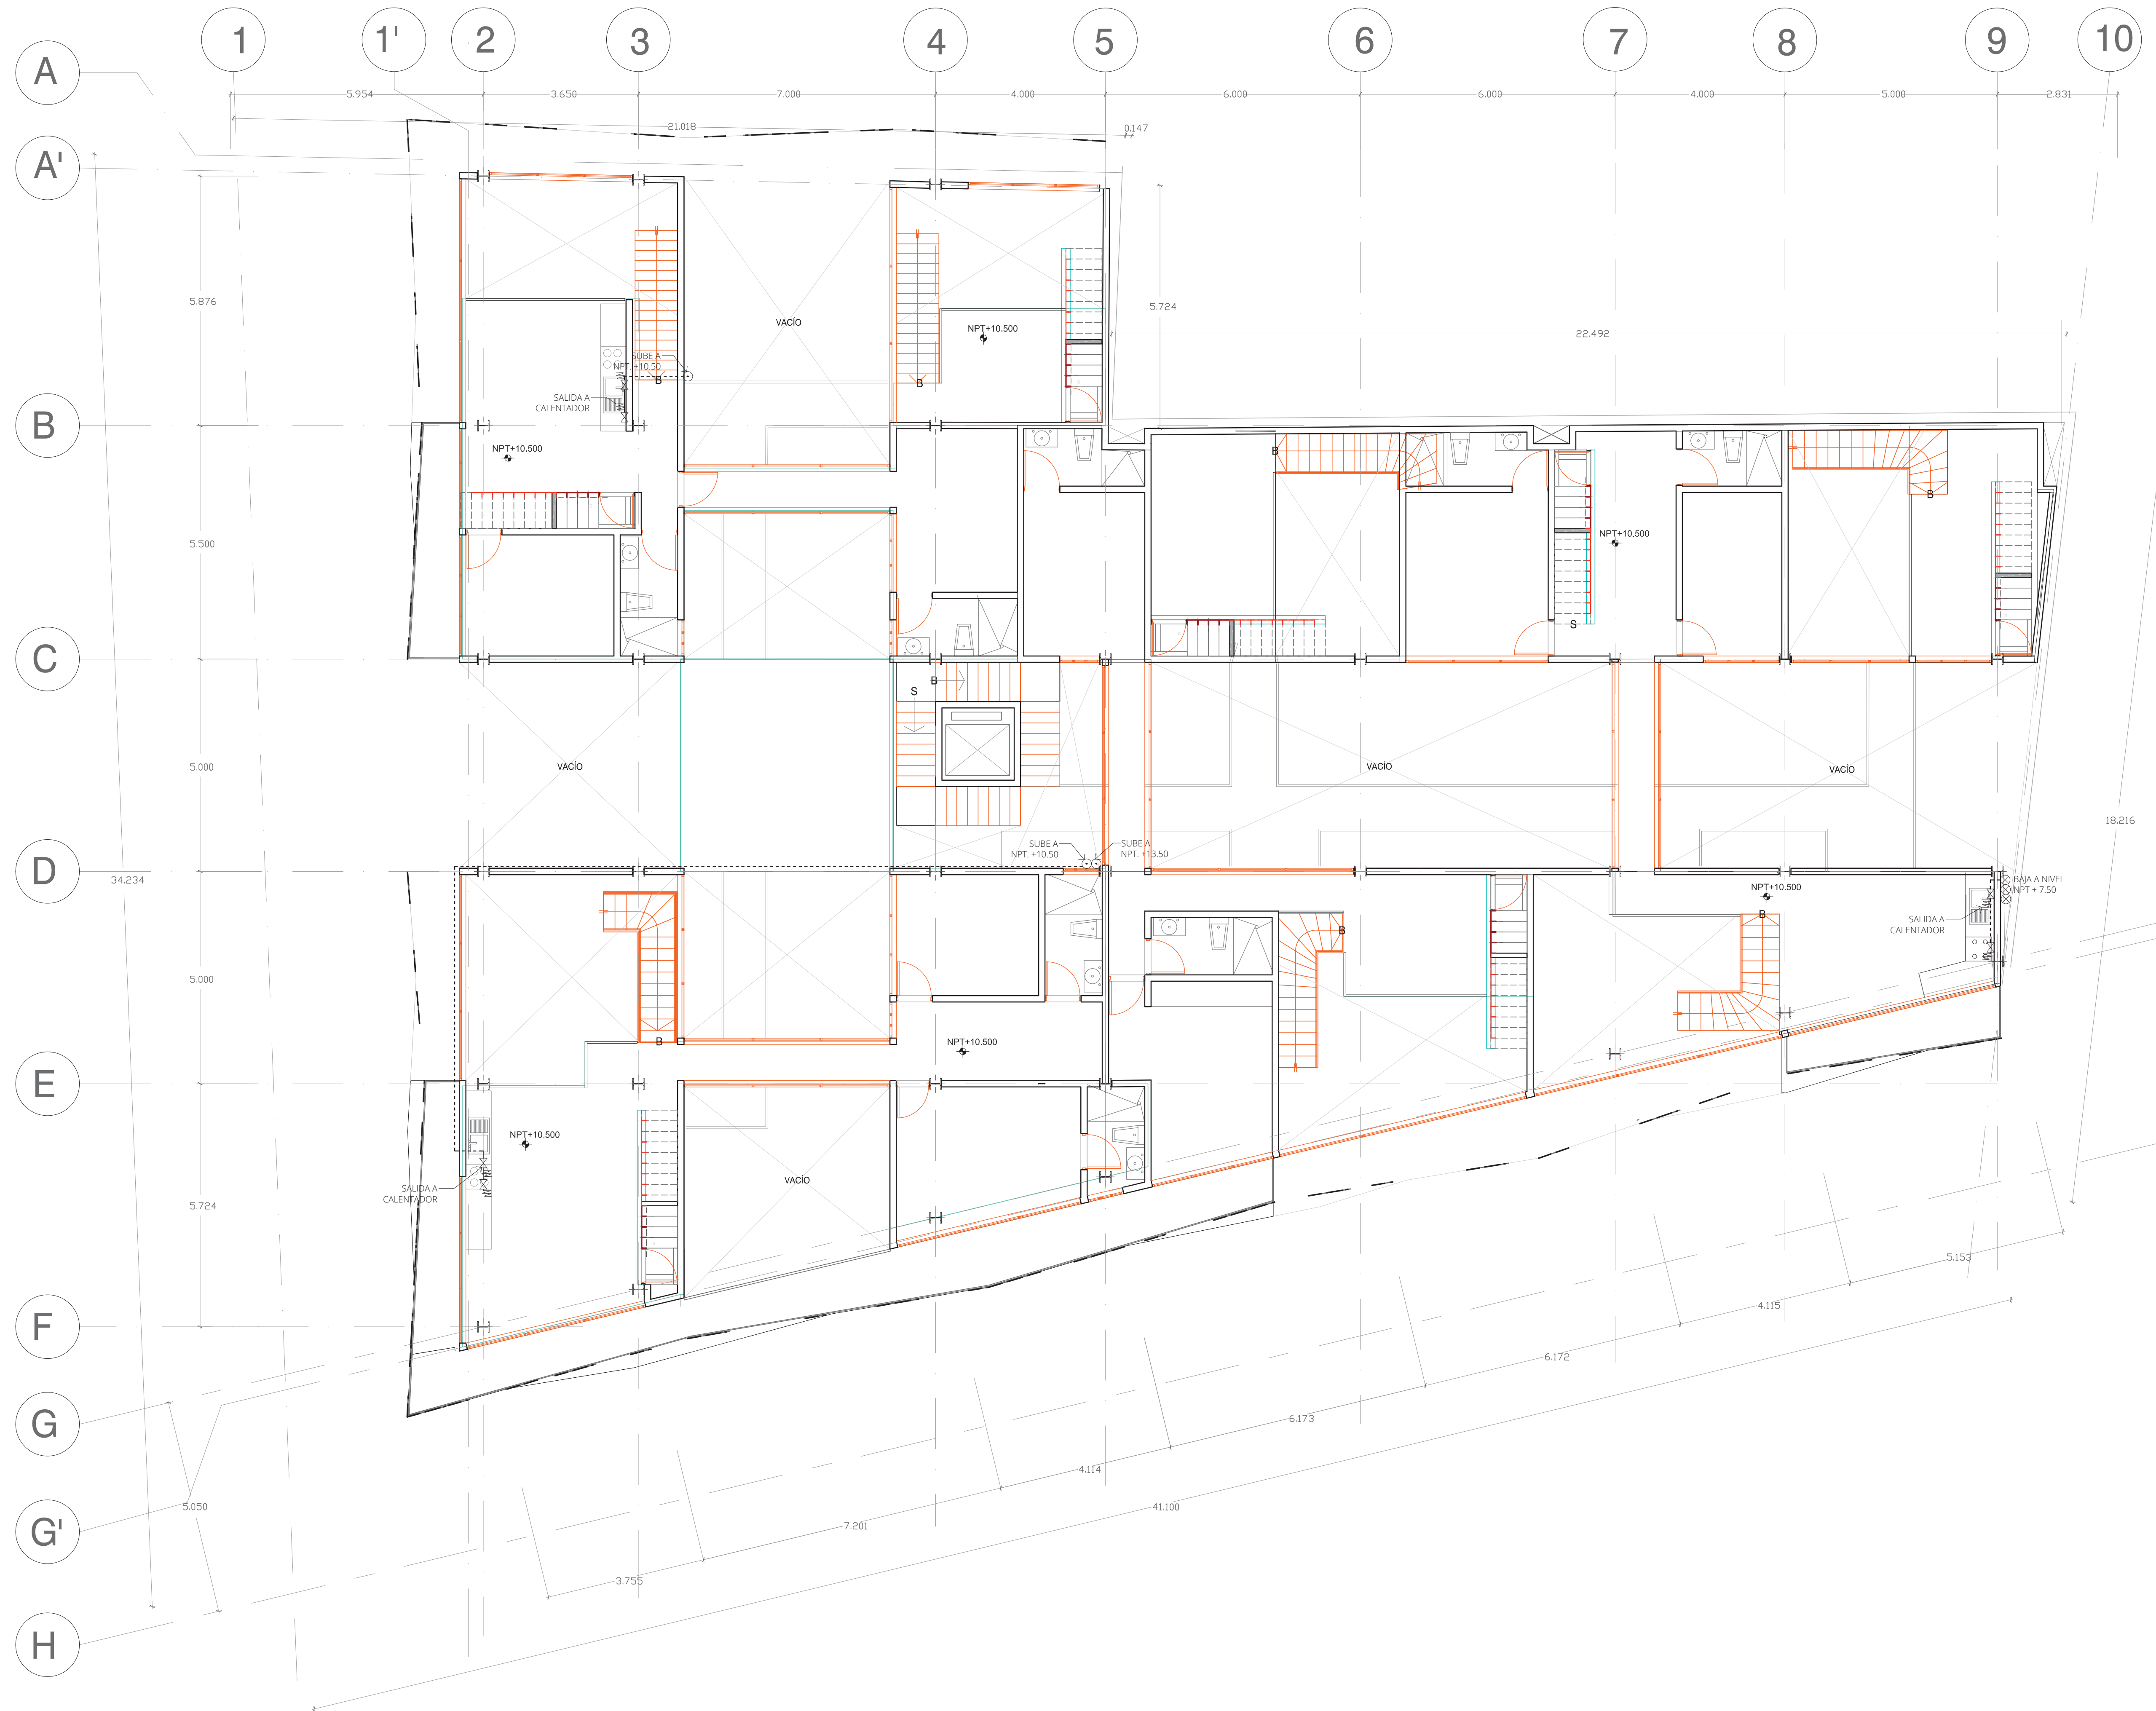 1 1' 2 3 4 5 6 7 8 9 10
A
5.954 3.650 7.000 4.000 6.000 6.000 4.000 5.000 2.831
21.018 0.147
A'
5.876
5.724
VACÍO
NPT+10.500
22.492
SUBE A
NPT. +10.50
B
B
SALIDA A
CALENTADOR
B
NPT+10.500
B
B
NPT+10.500
5.500
S
C
B
S
5.000
VACÍO
VACÍO
VACÍO
18.216
SUBE A
NPT. +10.50
SUBE A
NPT. +13.50
D
34.234
NPT+10.500
BAJA A NIVEL
NPT + 7.50
B
SALIDA A
CALENTADOR
B
5.000
B
NPT+10.500
E
NPT+10.500
VACÍO
SALIDA A
CALENTADOR
5.724
5.153
4.115
F
6.172
G
6.173
4.114
5.050
41.100
G'
7.201
3.755
H